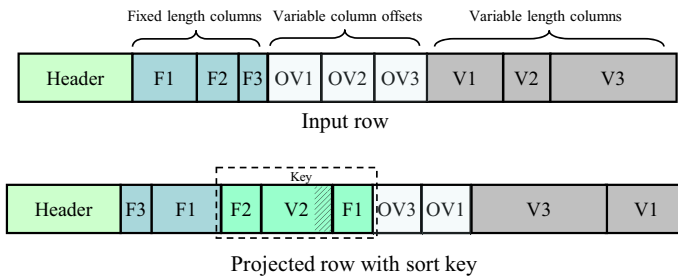 Fixed length columns Variable column offsets Variable length columns
Header F1 F2 F3 OV1 OV2 OV3 V1 V2 V3
Input row
Key
Header F3 F1 F2 V2 F1 OV3 OV1 V3 V1
Projected row with sort key